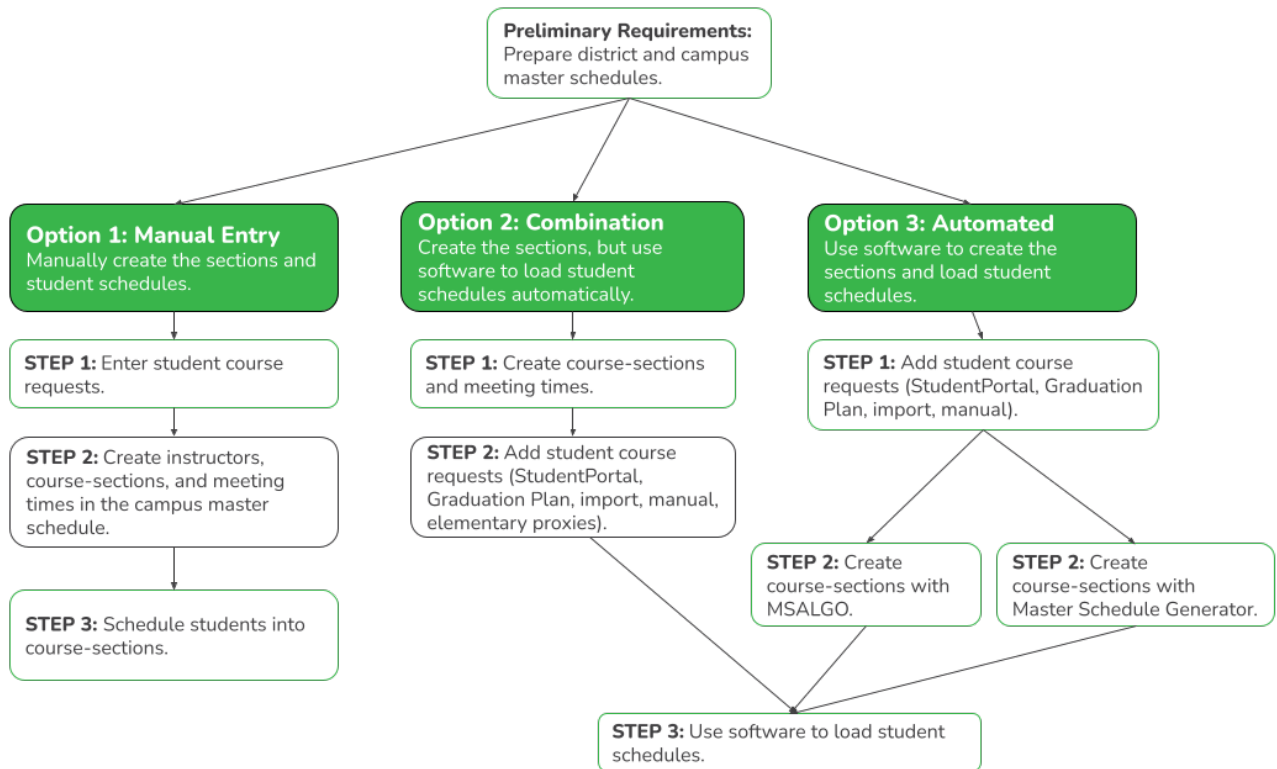 Preliminary Requirements:
Prepare district and campus
master schedules.
Option 1: Manual Entry
Manually create the sections and
student schedules.
Option 2: Combination
Create the sections, but use
software to load student
schedules automatically.
Option 3: Automated
Use software to create the
sections and load student
schedules.
STEP 1: Enter student course
requests.
STEP 1: Create course-sections
and meeting times.
STEP 1: Add student course
requests (StudentPortal, Graduation
Plan, import, manual).
STEP 2: Create instructors,
course-sections, and meeting
times in the campus master
schedule.
STEP 2: Add student course
requests (StudentPortal,
Graduation Plan, import, manual,
elementary proxies).
STEP 2: Create
course-sections with
MSALGO.
STEP 2: Create
course-sections with
Master Schedule Generator.
STEP 3: Schedule students into
course-sections.
STEP 3: Use software to load student
schedules.